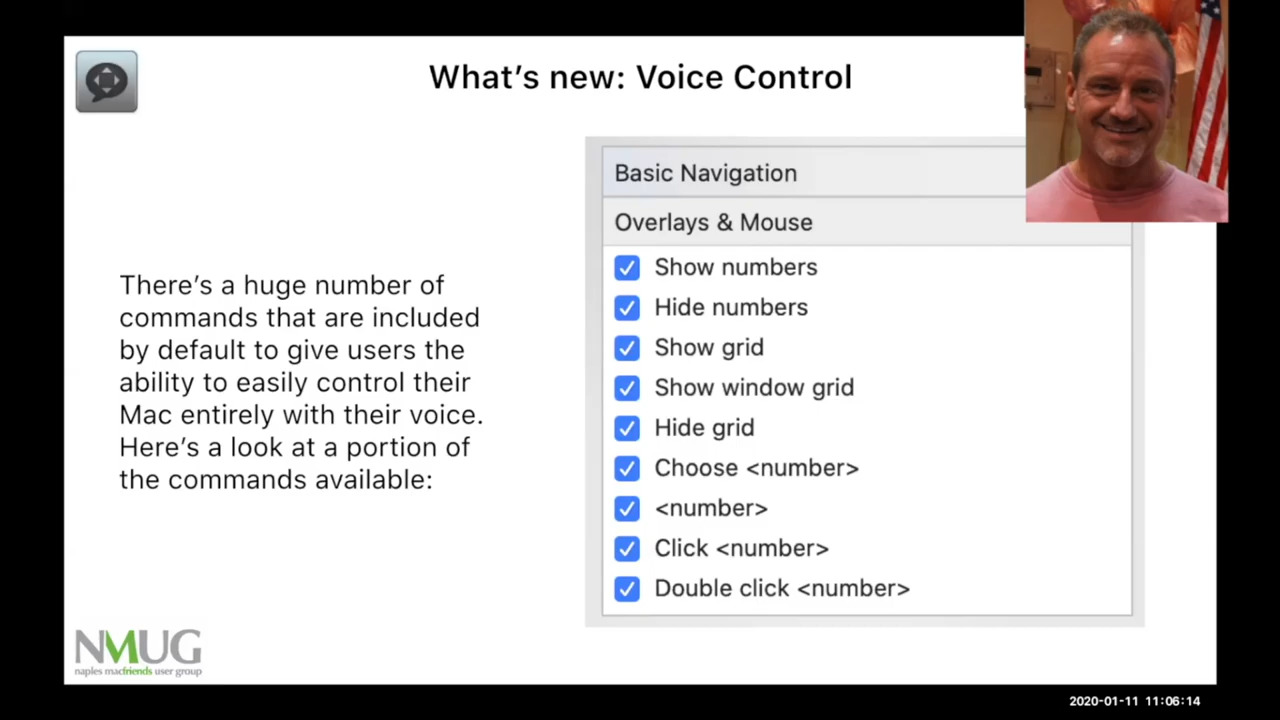 What's new: Voice Control
There's a huge number of
commands that are included
by default to give users the
ability to easily control their
Mac entirely with their voice.
Here's a look at a portion of
the commands available:
Basic Navigation
Overlays & Mouse
Show numbers
Hide numbers
Show grid
Show window grid
Hide grid
Choose <number>
<number>
Click <number>
Double click <number>
NMUG
naples macfriends user group
2020-01-11 11:06:14